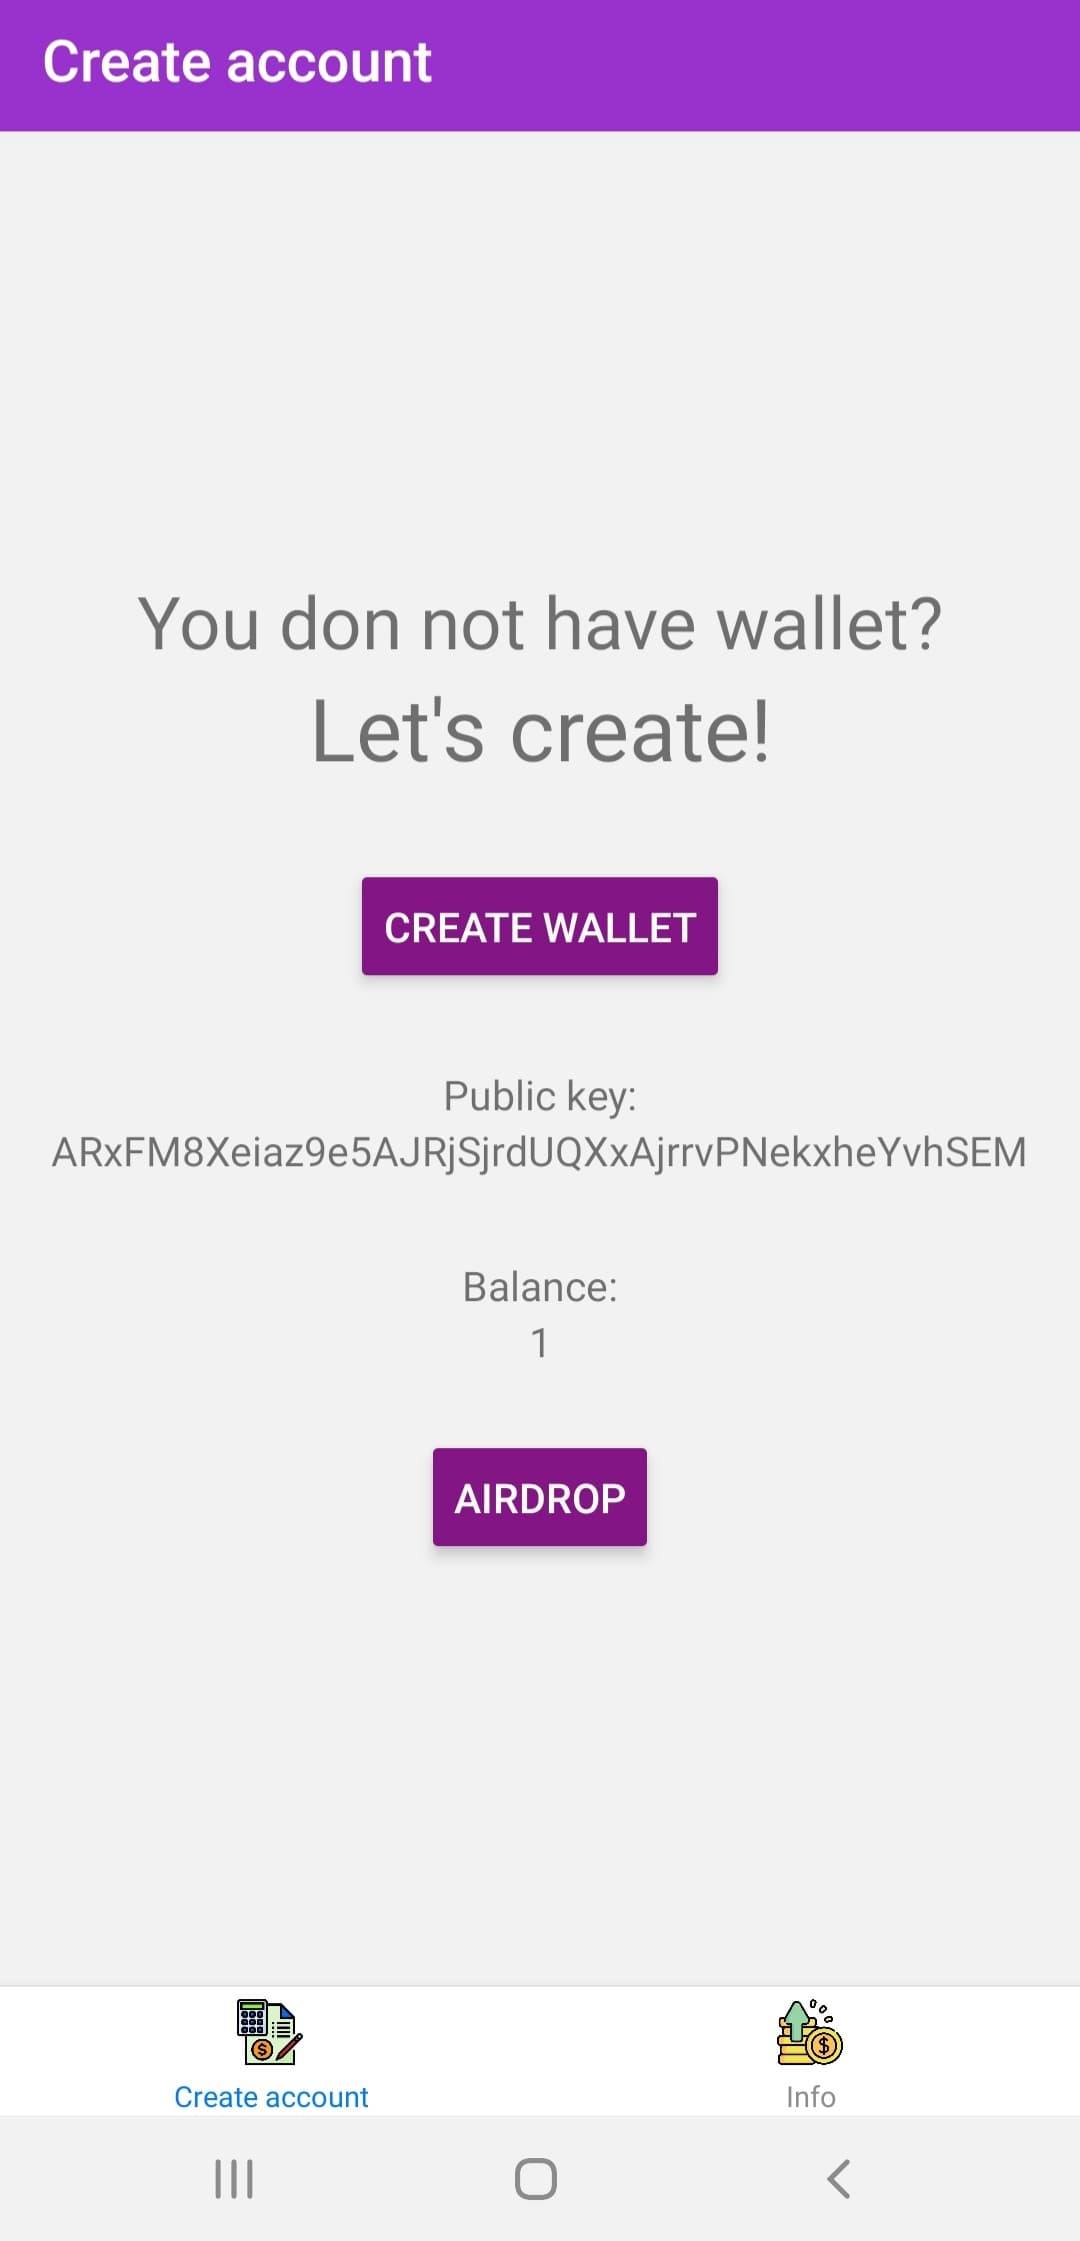 Create account
You don not have wallet?
Let's create!
CREATE WALLET
Public key:
ARxFM8Xeiaz9e5AJRjSjrdUQXxAjrrvPNekxheYvhSEM
Balance:
1
AIRDROP
Create account
Info